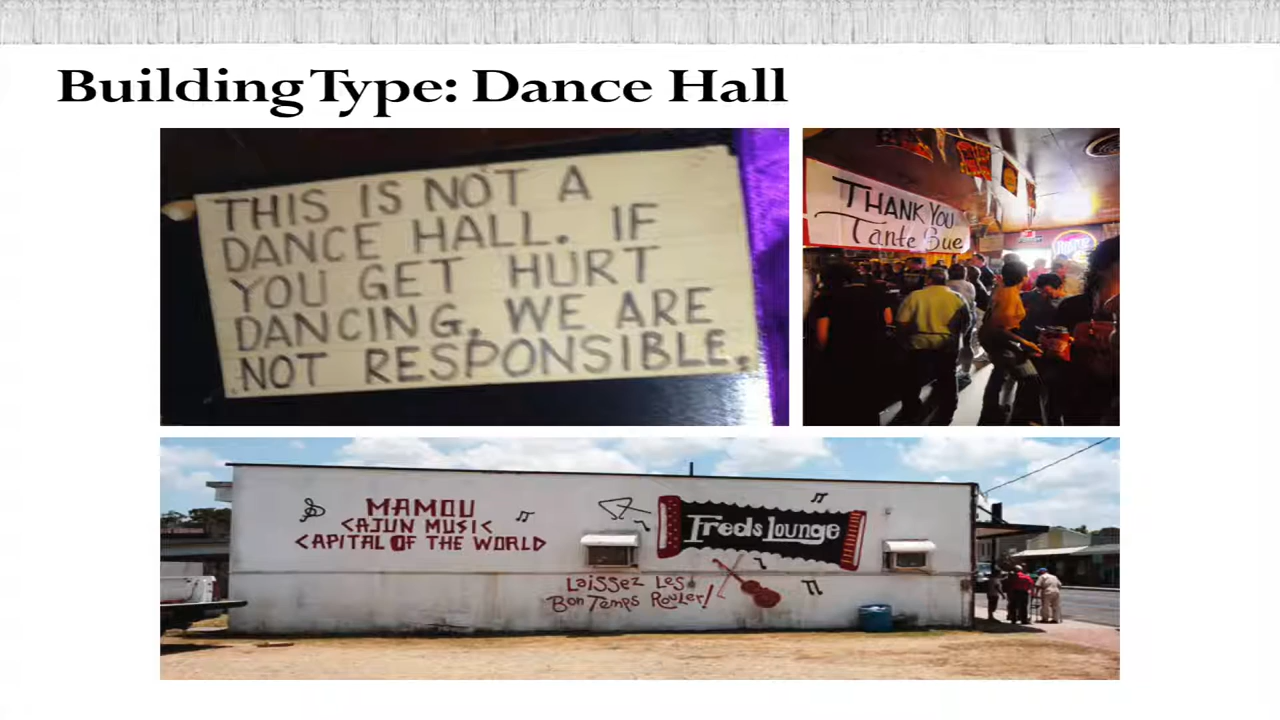 Building Type: Dance Hall
THIS IS NOT A
DANCE HALL. IF
YOU GET HURT
DANCING, WE ARE
NOT RESPONSIBLE.
THANK YOU
Tante Sue
MAMOU
CAJUN MUSIC
CAPITAL OF THE WORLD
Fred's Lounge
Laissez Les
Bon Temps Rouler!